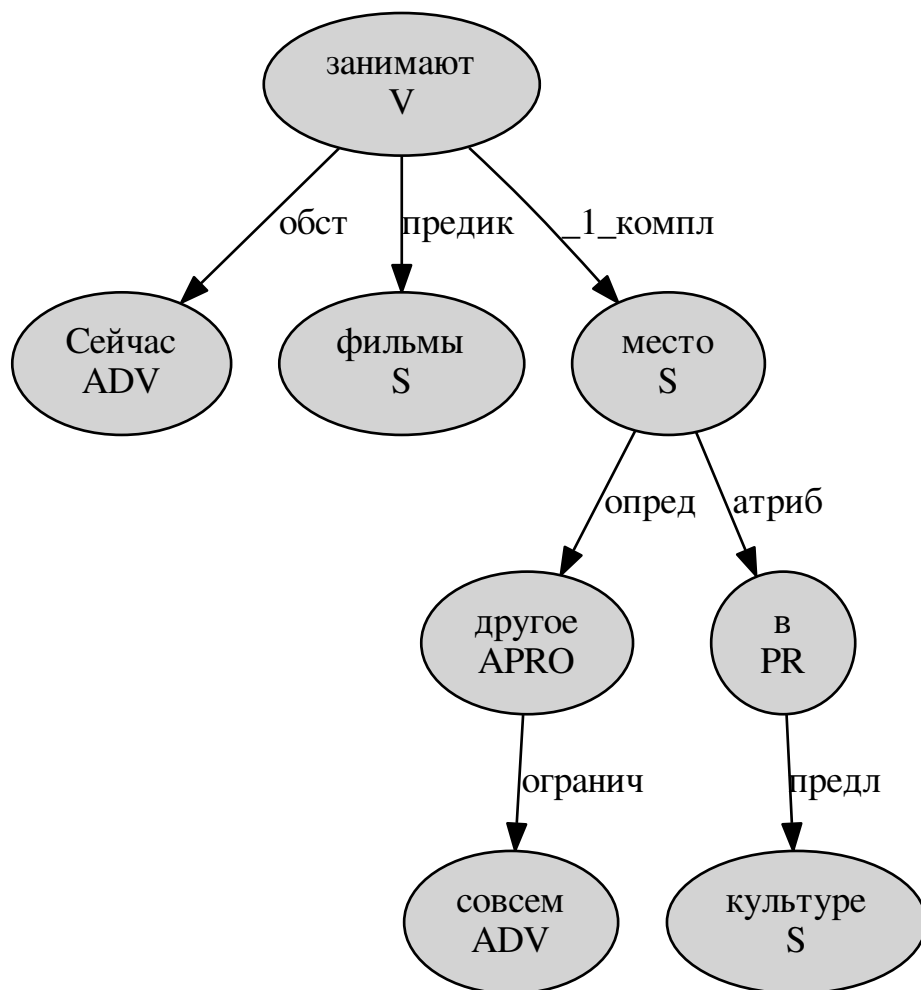 занимают
V
обст
предик
_1_компл
Сейчас
ADV
фильмы
S
место
S
опред
атриб
другое
APRO
в
PR
огранич
предл
совсем
ADV
культуре
S